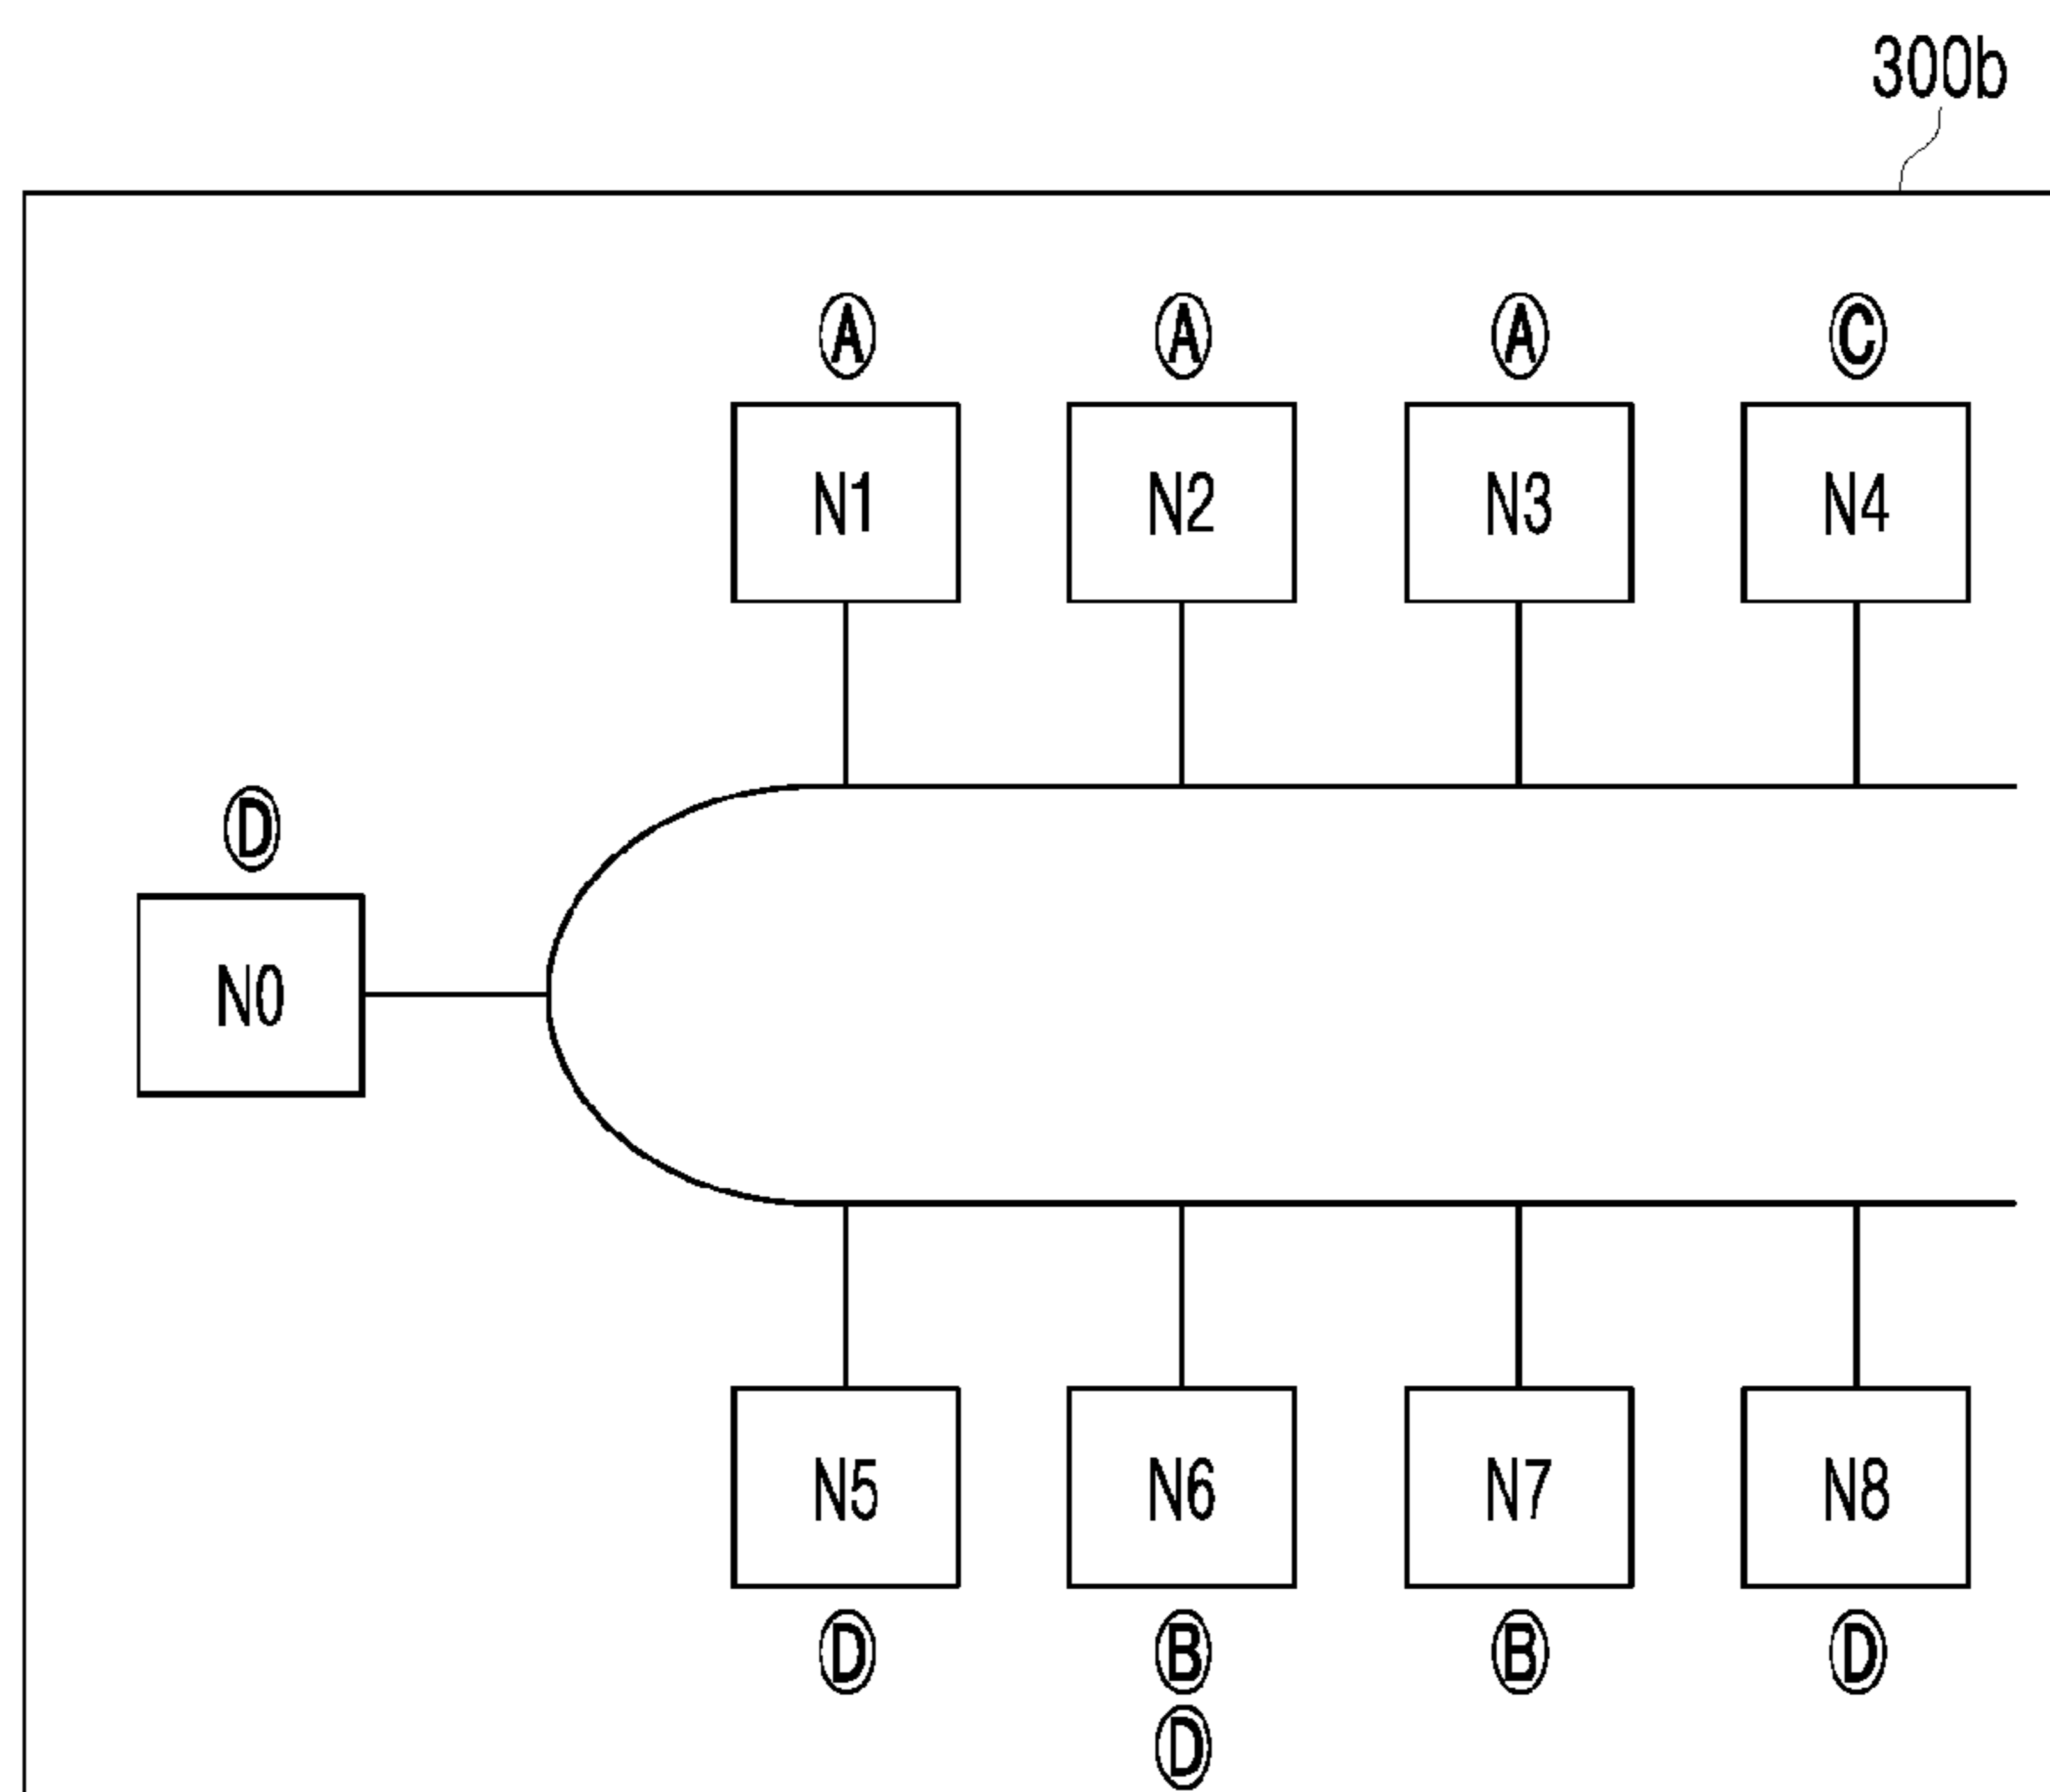 300b
Ⓐ Ⓐ Ⓐ Ⓒ
N1 N2 N3 N4
Ⓓ
N0
N5 N6 N7 N8
Ⓓ Ⓑ Ⓑ Ⓓ
Ⓓ